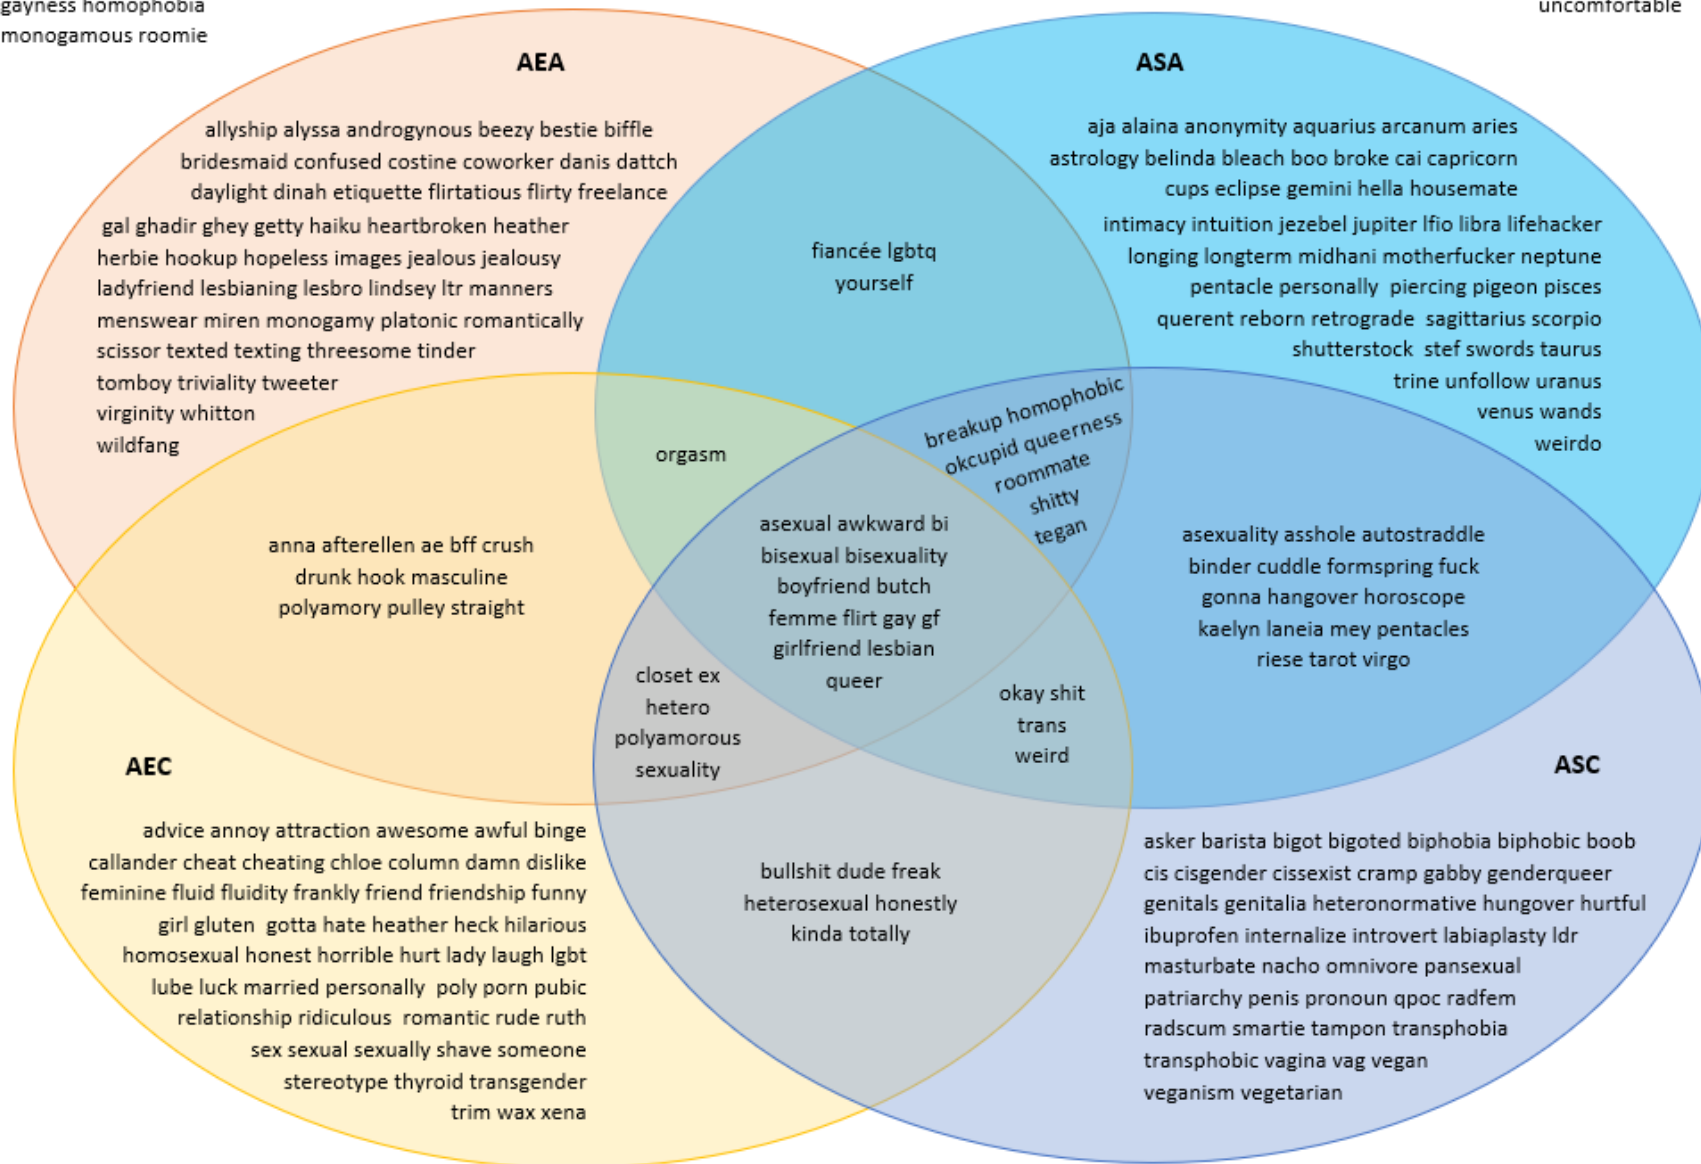 gayness homophobia
monogamous roomie
uncomfortable
AEA
allyship alyssa androgynous beezy bestie biffle
bridesmaid confused costine coworker danis dattch
daylight dinah etiquette flirtatious flirty freelance
gal ghadir ghey getty haiku heartbroken heather
herbie hookup hopeless images jealous jealousy
ladyfriend lesbianing lesbro lindsey ltr manners
menswear miren monogamy platonic romantically
scissor texted texting threesome tinder
tomboy triviality tweeter
virginity whitton
wildfang
ASA
aja alaina anonymity aquarius arcanum aries
astrology belinda bleach boo broke cai capricorn
cups eclipse gemini hella housemate
intimacy intuition jezebel jupiter lfio libra lifehacker
longing longterm midhani motherfucker neptune
pentacle personally piercing pigeon pisces
querent reborn retrograde sagittarius scorpio
shutterstock stef swords taurus
trine unfollow uranus
venus wands
weirdo
fiancée lgbtq
yourself
orgasm
breakup homophobic
okcupid queerness
roommate
shitty
tegan
anna afterellen ae bff crush
drunk hook masculine
polyamory pulley straight
asexual awkward bi
bisexual bisexuality
boyfriend butch
femme flirt gay gf
girlfriend lesbian
queer
asexuality asshole autostraddle
binder cuddle formspring fuck
gonna hangover horoscope
kaelyn laneia mey pentacles
riese tarot virgo
closet ex
hetero
polyamorous
sexuality
okay shit
trans
weird
AEC
advice annoy attraction awesome awful binge
callander cheat cheating chloe column damn dislike
feminine fluid fluidity frankly friend friendship funny
girl gluten gotta hate heather heck hilarious
homosexual honest horrible hurt lady laugh lgbt
lube luck married personally poly porn pubic
relationship ridiculous romantic rude ruth
sex sexual sexually shave someone
stereotype thyroid transgender
trim wax xena
bullshit dude freak
heterosexual honestly
kinda totally
ASC
asker barista bigot bigoted biphobia biphobic boob
cis cisgender cissexist cramp gabby genderqueer
genitals genitalia heteronormative hungover hurtful
ibuprofen internalize introvert labiaplasty ldr
masturbate nacho omnivore pansexual
patriarchy penis pronoun qpoc radfem
radscum smartie tampon transphobia
transphobic vagina vag vegan
veganism vegetarian